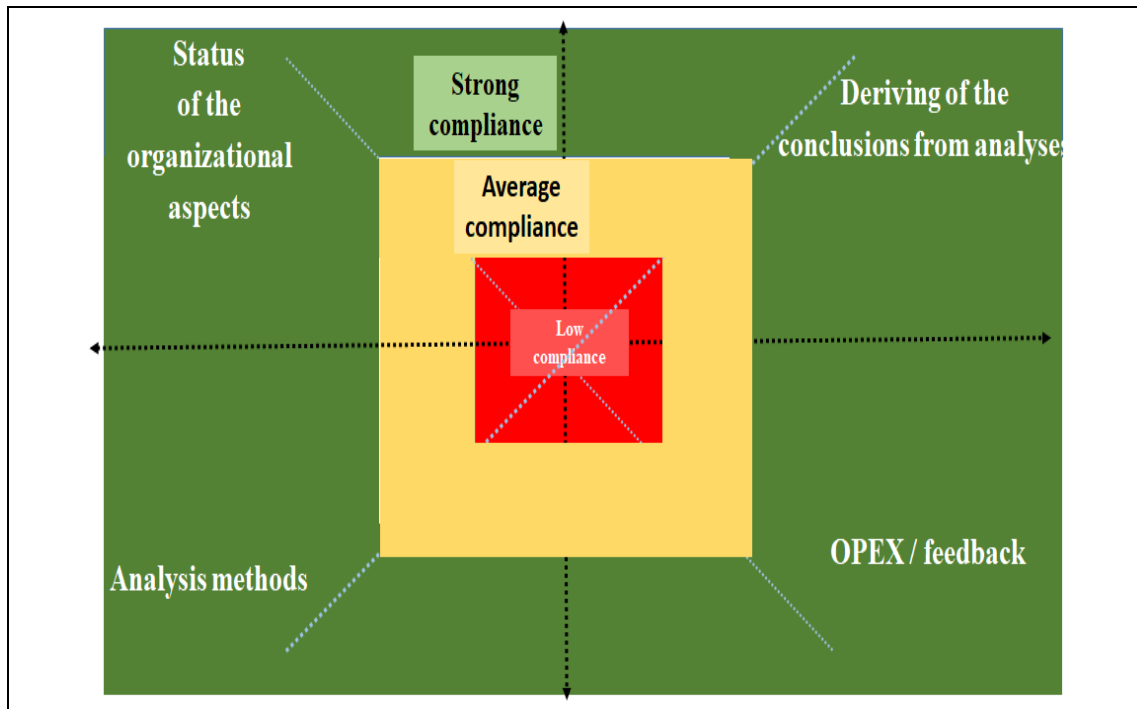 Status
of the
organizational
aspects
Strong
compliance
Deriving of the
conclusions from analyses
Average
compliance
Low
compliance
Analysis methods
OPEX / feedback